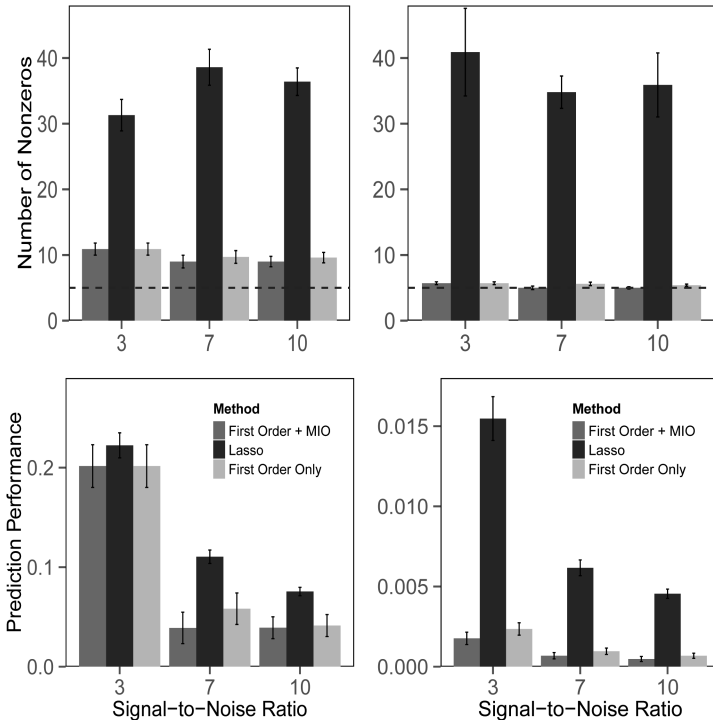 Number of Nonzeros
40
30
20
10
0
3 7 10
40
30
20
10
0
3 7 10
Prediction Performance
0.2
0.1
0.0
Method
First Order + MIO
Lasso
First Order Only
3 7 10
Signal−to−Noise Ratio
0.015
0.010
0.005
0.000
Method
First Order + MIO
Lasso
First Order Only
3 7 10
Signal−to−Noise Ratio